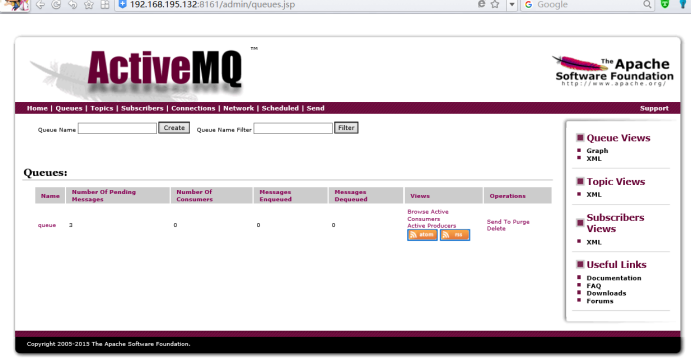 192.168.195.132:8161/admin/queues.jsp
Google
ActiveMQ™
The Apache
Software Foundation
http://www.apache.org/
Home | Queues | Topics | Subscribers | Connections | Network | Scheduled | Send
Support
Queue Name
Create
Queue Name Filter
Filter
Queues:
Name
Number Of Pending
Messages
Number Of
Consumers
Messages
Enqueued
Messages
Dequeued
Views
Operations
queue
3
0
0
0
Browse Active
Consumers
Active Producers
atom
rss
Send To Purge
Delete
Queue Views
Graph
XML
Topic Views
XML
Subscribers
Views
XML
Useful Links
Documentation
FAQ
Downloads
Forums
Copyright 2005-2015 The Apache Software Foundation.